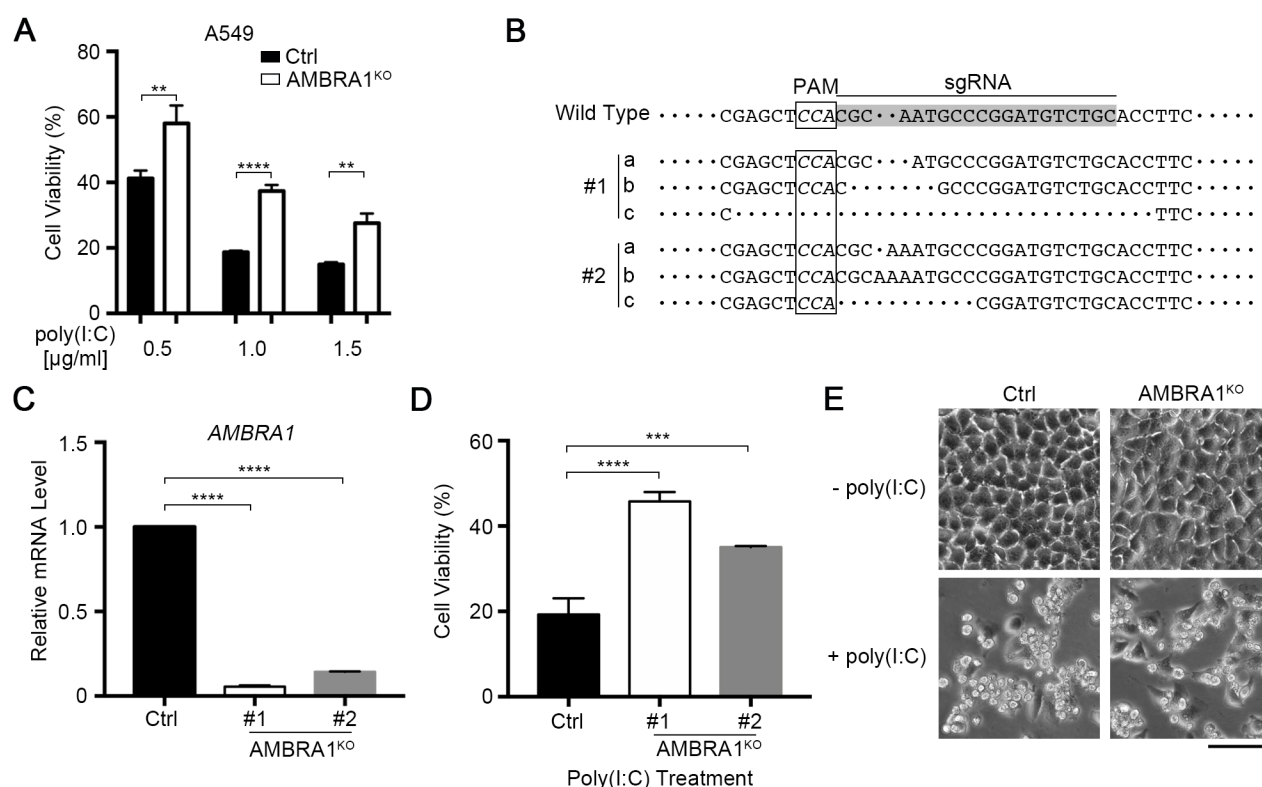 A
A549
Ctrl
AMBRA1KO
80
60
40
20
0
Cell Viability (%)
**
****
**
poly(I:C)
[µg/ml]
0.5 1.0 1.5
B
PAM sgRNA
Wild Type ·····CGAGCTCCACGC··AATGCCCGGATGTCTGCACCTTC·····
#1
a ·····CGAGCTCCACGC···ATGCCCGGATGTCTGCACCTTC·····
b ·····CGAGCTCCAC·······GCCCGGATGTCTGCACCTTC·····
c ·····C····························TTC·····
#2
a ·····CGAGCTCCACGC·AAATGCCCGGATGTCTGCACCTTC·····
b ·····CGAGCTCCACGCAAAATGCCCGGATGTCTGCACCTTC·····
c ·····CGAGCTCCA·········CGGATGTCTGCACCTTC·····
C
AMBRA1
1.5
1.0
0.5
0
Relative mRNA Level
****
****
Ctrl #1 #2
AMBRA1KO
D
60
40
20
0
Cell Viability (%)
***
****
Ctrl #1 #2
AMBRA1KO
Poly(I:C) Treatment
E
Ctrl AMBRA1KO
- poly(I:C)
+ poly(I:C)